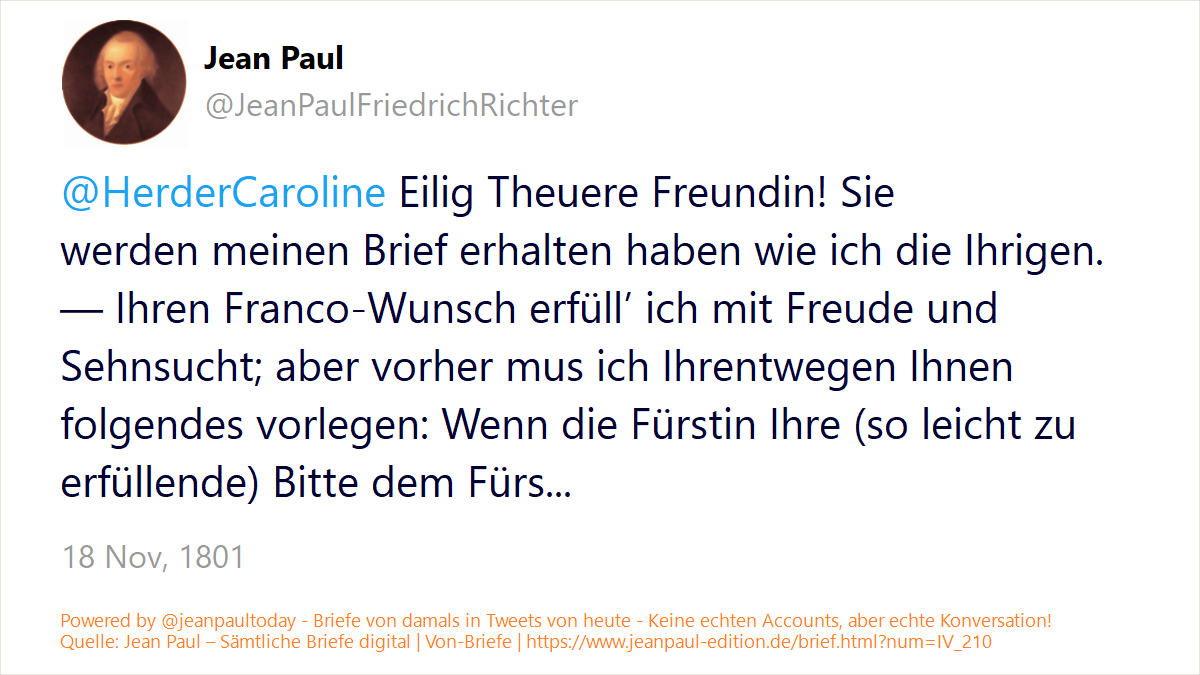 Jean Paul
@JeanPaulFriedrichRichter
@HerderCaroline Eilig Theuere Freundin! Sie
werden meinen Brief erhalten haben wie ich die Ihrigen.
— Ihren Franco-Wunsch erfüll’ ich mit Freude und
Sehnsucht; aber vorher mus ich Ihrentwegen Ihnen
folgendes vorlegen: Wenn die Fürstin Ihre (so leicht zu
erfüllende) Bitte dem Fürs...
18 Nov, 1801
Powered by @jeanpaultoday - Briefe von damals in Tweets von heute - Keine echten Accounts, aber echte Konversation!
Quelle: Jean Paul – Sämtliche Briefe digital | Von-Briefe | https://www.jeanpaul-edition.de/brief.html?num=IV_210